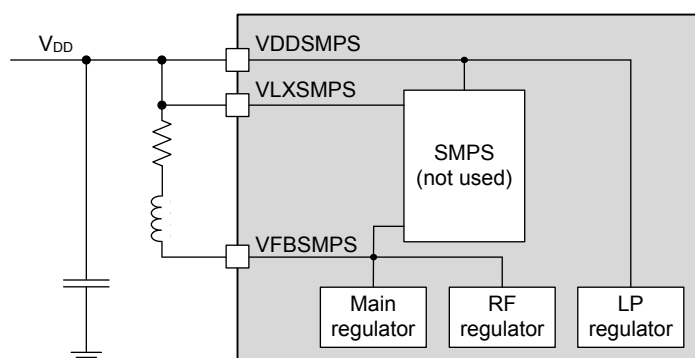 VDD
VDDSMPS
VLXSMPS
SMPS
(not used)
VFBSMPS
Main
regulator
RF
regulator
LP
regulator